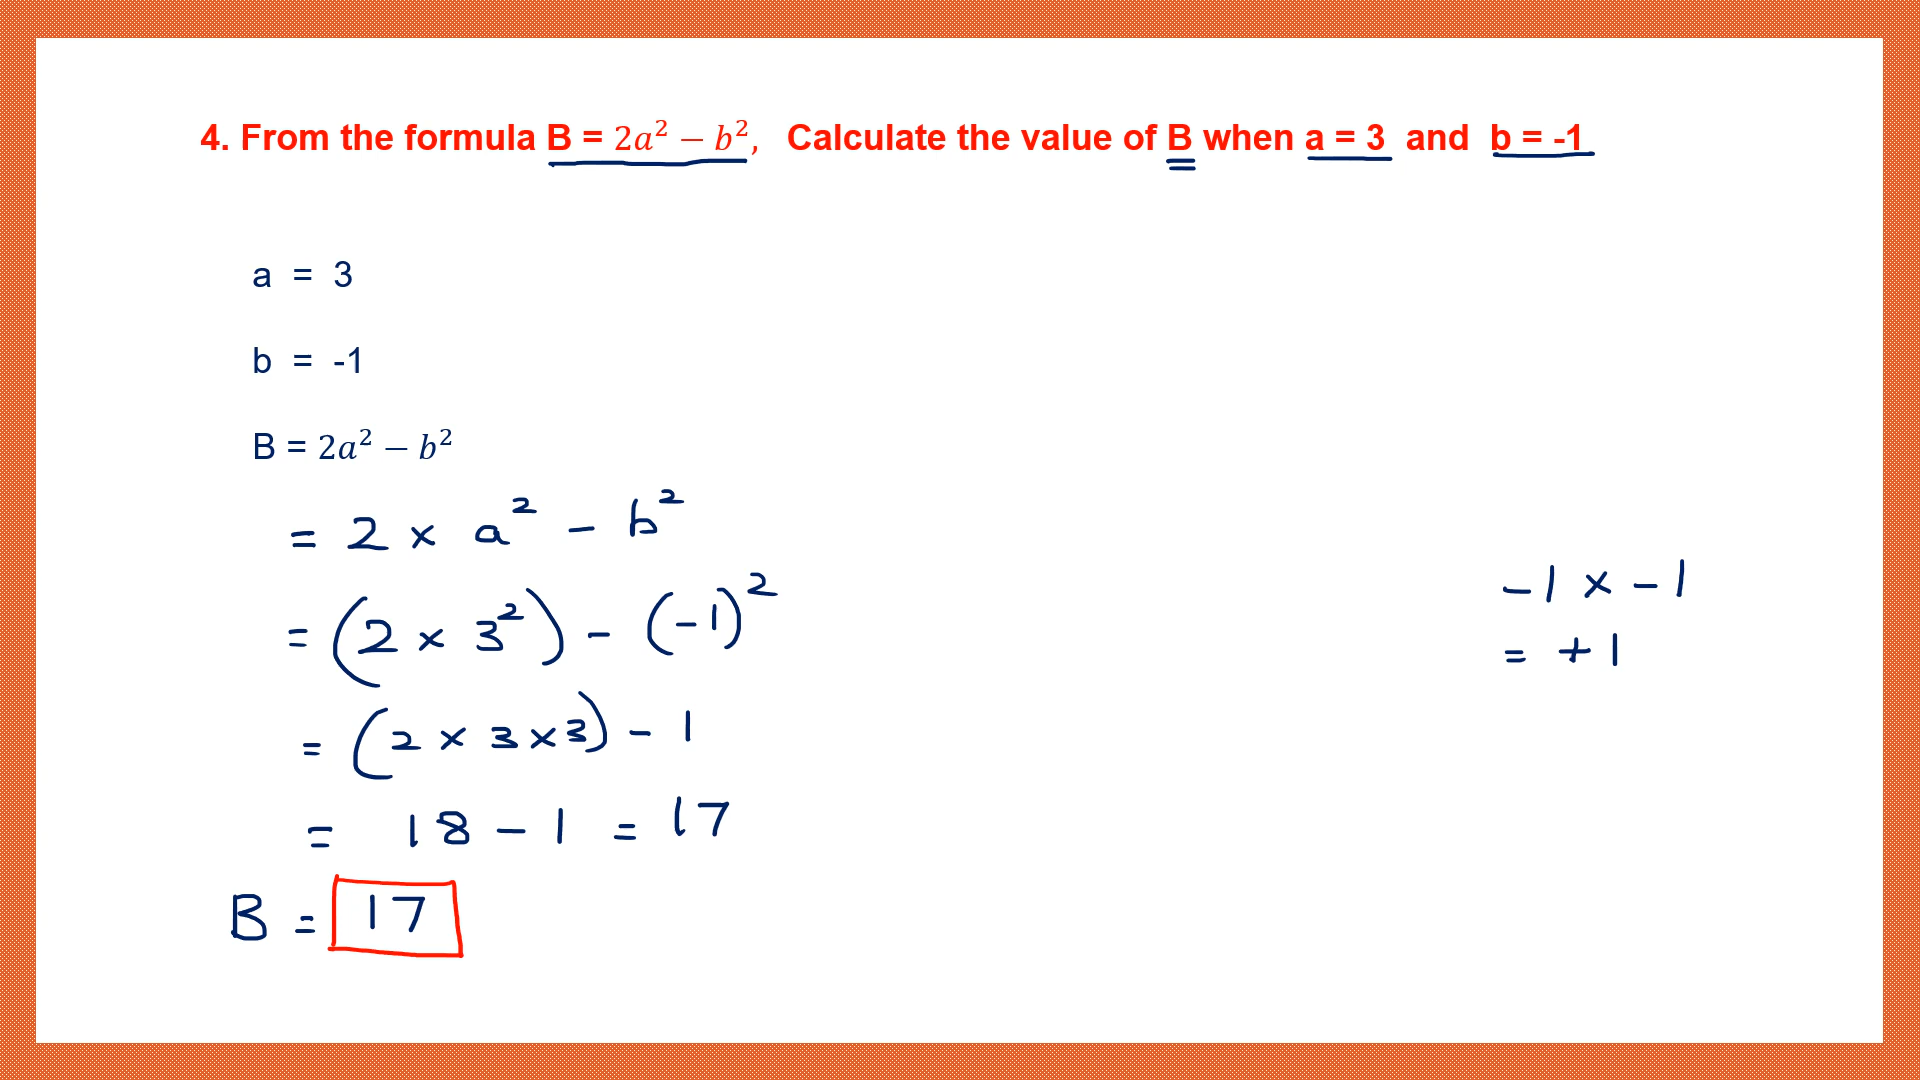 4. From the formula B = 2a² − b², Calculate the value of B when a = 3 and b = -1
a = 3
b = -1
B = 2a² − b²
= 2 × a² − b²
= (2 × 3²) − (−1)²
= (2 × 3 × 3) − 1
= 18 − 1 = 17
B = 17
−1 × −1
= +1